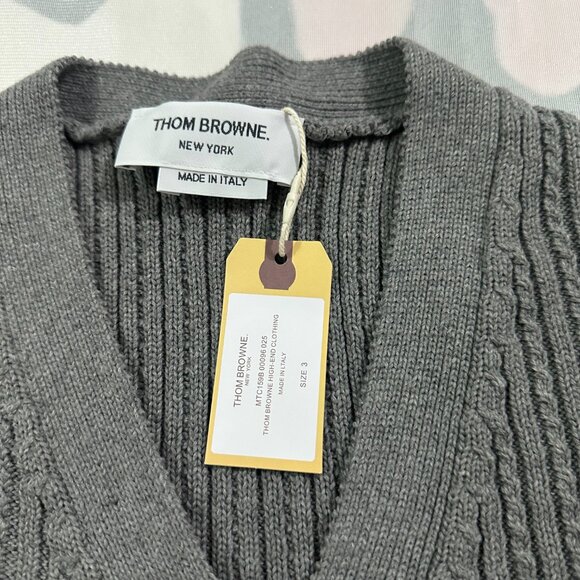 THOM BROWNE.
NEW YORK
MADE IN ITALY
THOM BROWNE.
NEW YORK
MTC159B 00096 025
THOM BROWNE HIGH-END CLOTHING
MADE IN ITALY
SIZE 3